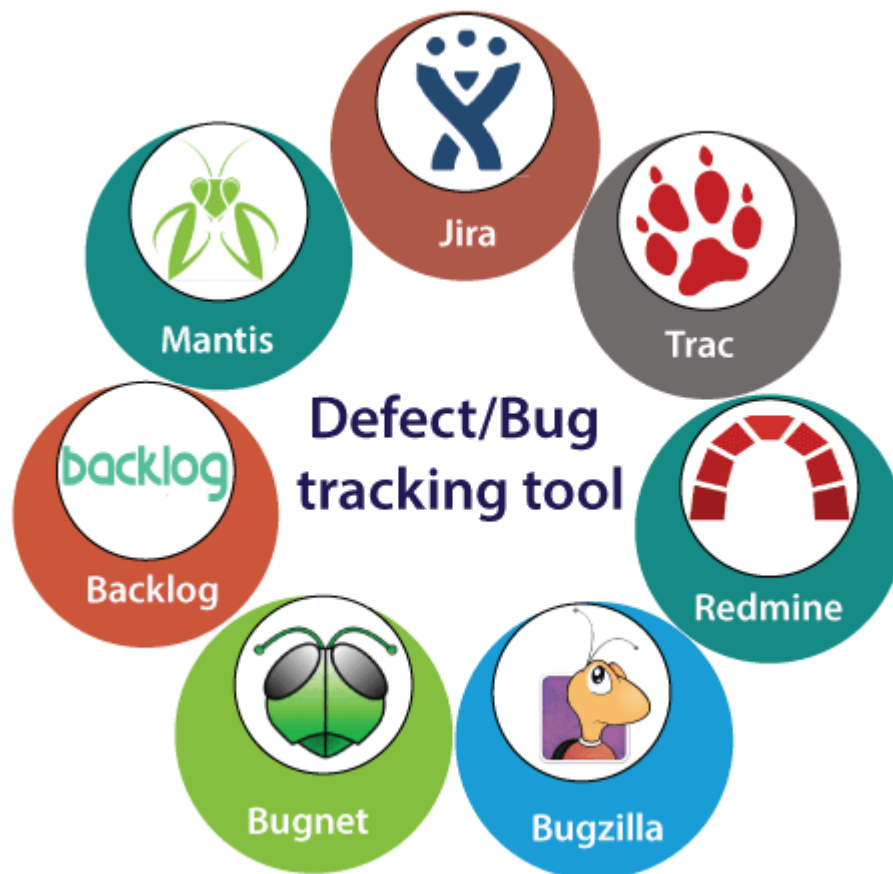 Jira
Mantis
Trac
Defect/Bug
tracking tool
backlog
Backlog
Redmine
Bugnet
Bugzilla